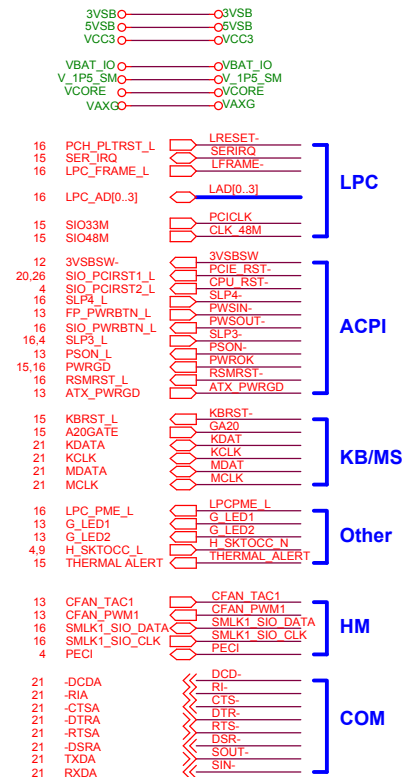 3VSB 3VSB
5VSB 5VSB
VCC3 VCC3
VBAT_IO VBAT_IO
V_1P5_SM V_1P5_SM
VCORE VCORE
VAXG VAXG
16 PCH_PLTRST_L LRESET-
15 SER_IRQ SERIRQ
16 LPC_FRAME_L LFRAME-
LPC
16 LPC_AD[0..3] LAD[0..3]
15 SIO33M PCICLK
15 SIO48M CLK_48M
12 3VSBSW- 3VSBSW
20,26 SIO_PCIRST1_L PCIE_RST-
4 SIO_PCIRST2_L CPU_RST-
16 SLP4_L SLP4-
13 FP_PWRBTN_L PWSIN-
ACPI
16 SIO_PWRBTN_L PWSOUT-
16,4 SLP3_L SLP3-
13 PSON_L PSON-
15,16 PWRGD PWROK
16 RSMRST_L RSMRST-
13 ATX_PWRGD ATX_PWRGD
15 KBRST_L KBRST-
15 A20GATE GA20
21 KDATA KDAT
21 KCLK KCLK
KB/MS
21 MDATA MDAT
21 MCLK MCLK
16 LPC_PME_L LPCPME_L
13 G_LED1 G_LED1
13 G_LED2 G_LED2
Other
4,9 H_SKTOCC_L H_SKTOCC_N
15 THERMAL ALERT THERMAL_ALERT
13 CFAN_TAC1 CFAN_TAC1
13 CFAN_PWM1 CFAN_PWM1
16 SMLK1_SIO_DATA SMLK1_SIO_DATA
HM
16 SMLK1_SIO_CLK SMLK1_SIO_CLK
4 PECI PECI
21 -DCDA DCD-
21 -RIA RI-
21 -CTSA CTS-
21 -DTRA DTR-
COM
21 -RTSA RTS-
21 -DSRA DSR-
21 TXDA SOUT-
21 RXDA SIN-